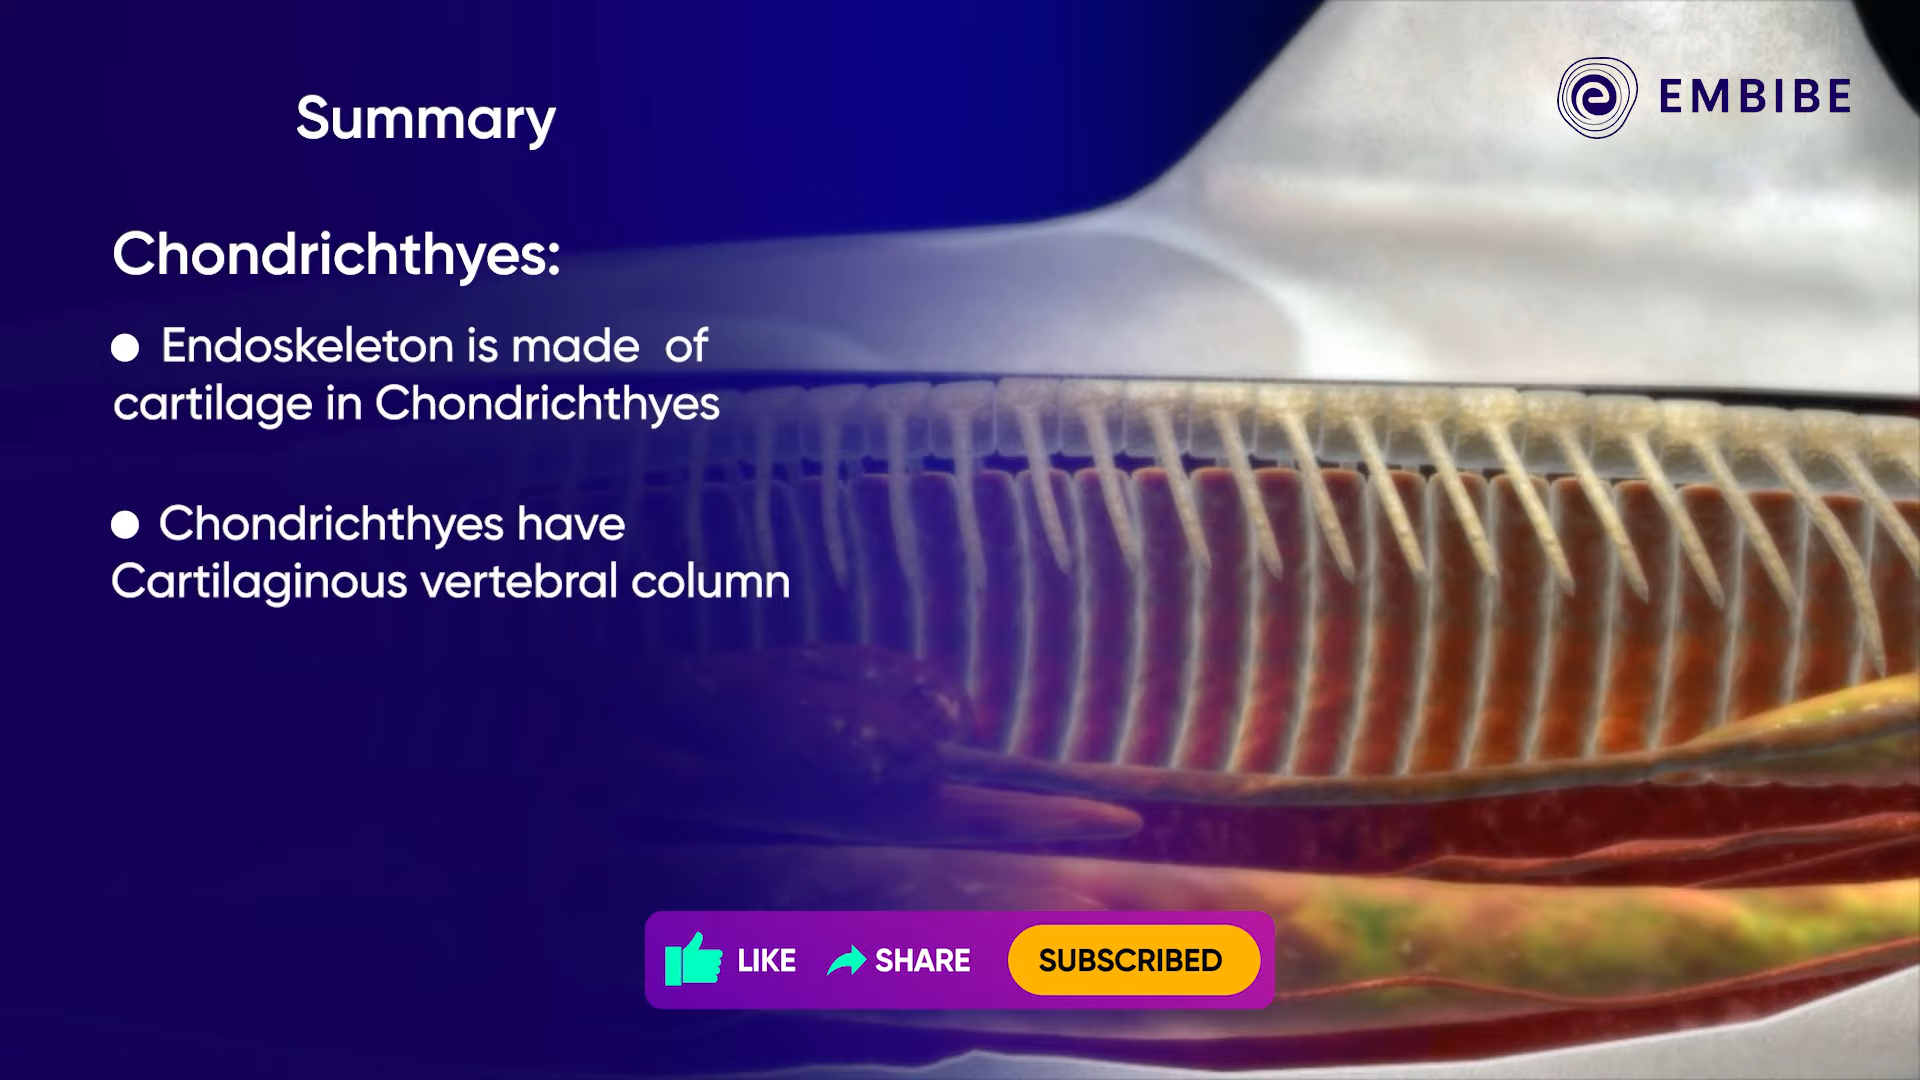 EMBIBE
Summary
Chondrichthyes:
● Endoskeleton is made of
cartilage in Chondrichthyes
● Chondrichthyes have
Cartilaginous vertebral column
LIKE SHARE SUBSCRIBED